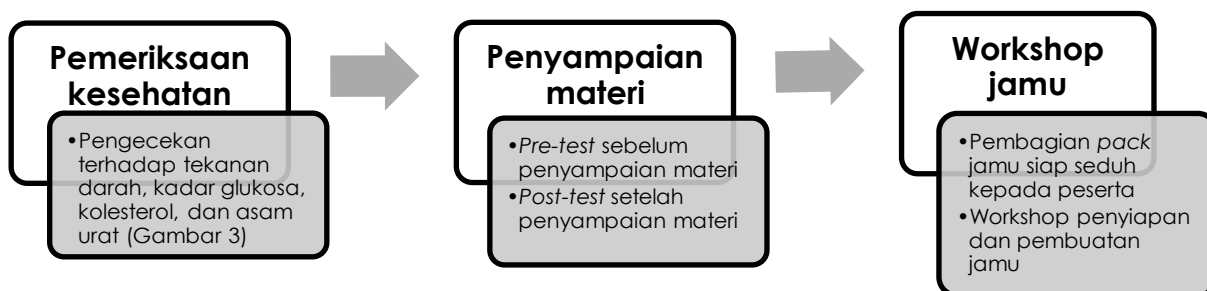 Pemeriksaan
kesehatan
•Pengecekan
terhadap tekanan
darah, kadar glukosa,
kolesterol, dan asam
urat (Gambar 3)
Penyampaian
materi
•Pre-test sebelum
penyampaian materi
•Post-test setelah
penyampaian materi
Workshop
jamu
•Pembagian pack
jamu siap seduh
kepada peserta
•Workshop penyiapan
dan pembuatan
jamu